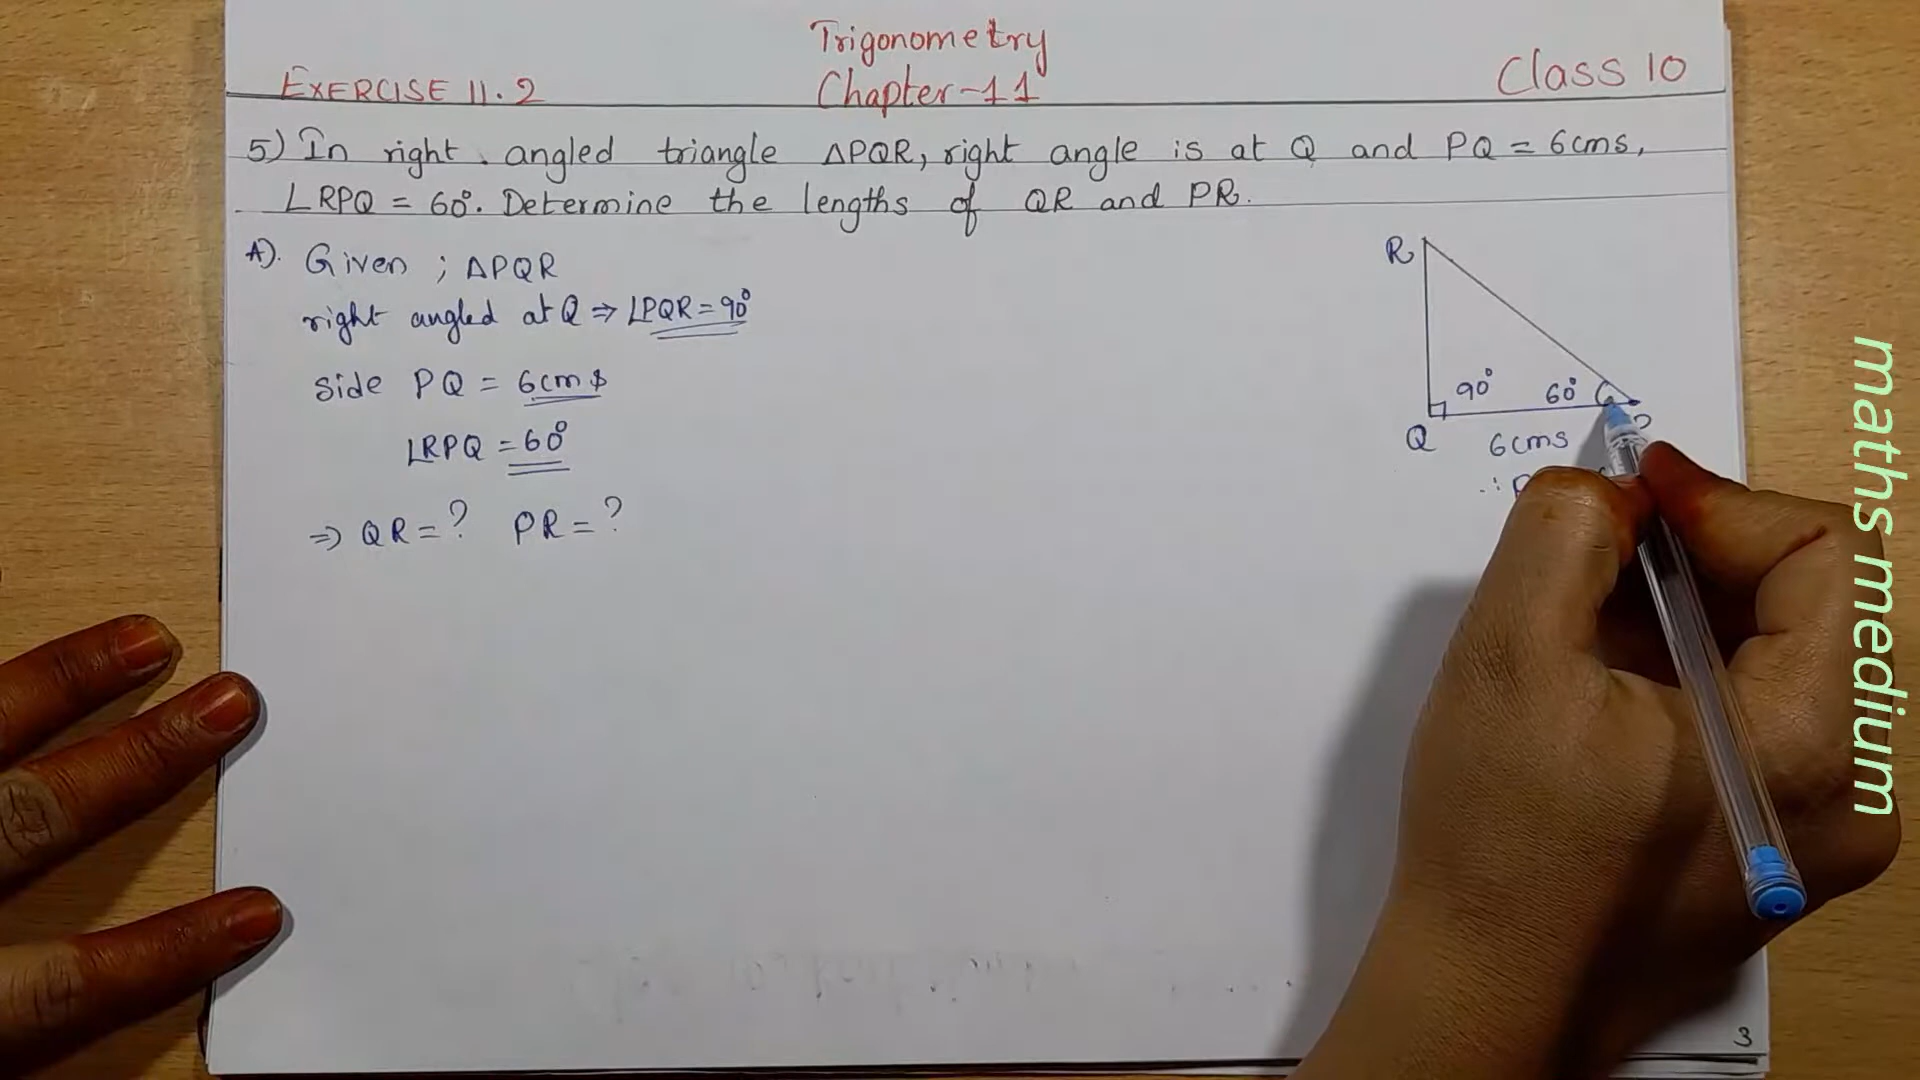 Trigonometry
EXERCISE 11.2 Chapter-11 Class 10
5) In right angled triangle ΔPQR, right angle is at Q and PQ = 6cms,
∠RPQ = 60°. Determine the lengths of QR and PR.
A). Given ; ΔPQR
right angled at Q ⇒ ∠PQR = 90°
side PQ = 6cms
∠RPQ = 60°
⇒ QR = ? PR = ?
R
90° 60°
Q 6cms
∴
maths medium
3